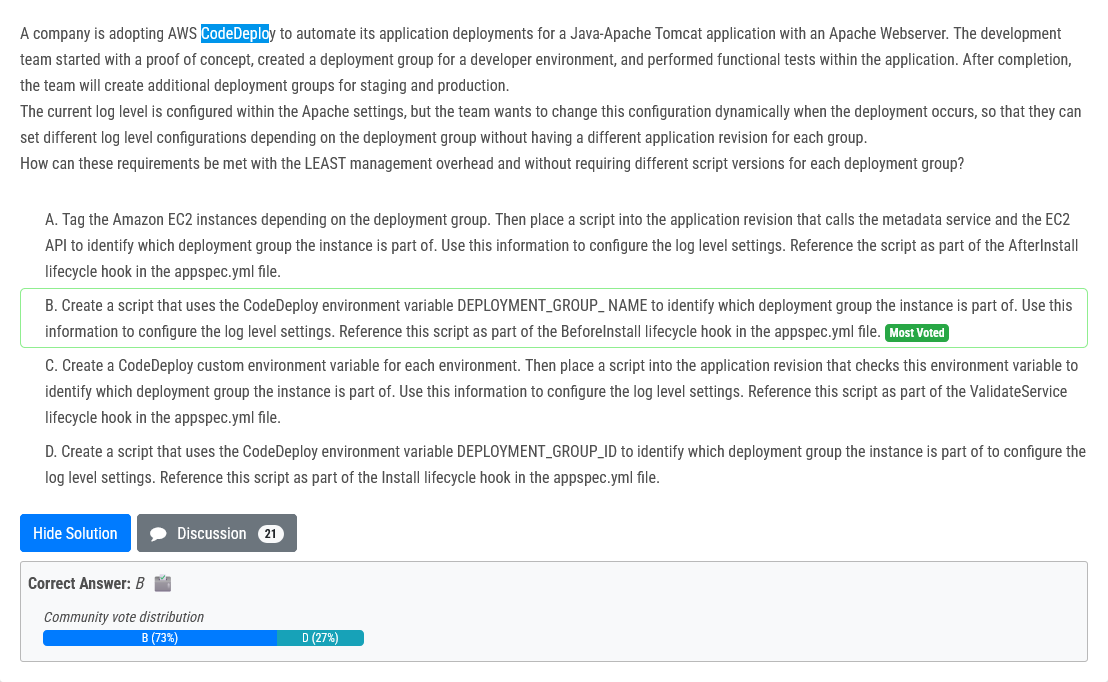 A company is adopting AWS CodeDeploy to automate its application deployments for a Java-Apache Tomcat application with an Apache Webserver. The development
team started with a proof of concept, created a deployment group for a developer environment, and performed functional tests within the application. After completion,
the team will create additional deployment groups for staging and production.
The current log level is configured within the Apache settings, but the team wants to change this configuration dynamically when the deployment occurs, so that they can
set different log level configurations depending on the deployment group without having a different application revision for each group.
How can these requirements be met with the LEAST management overhead and without requiring different script versions for each deployment group?
A. Tag the Amazon EC2 instances depending on the deployment group. Then place a script into the application revision that calls the metadata service and the EC2
API to identify which deployment group the instance is part of. Use this information to configure the log level settings. Reference the script as part of the AfterInstall
lifecycle hook in the appspec.yml file.
B. Create a script that uses the CodeDeploy environment variable DEPLOYMENT_GROUP_ NAME to identify which deployment group the instance is part of. Use this
information to configure the log level settings. Reference this script as part of the BeforeInstall lifecycle hook in the appspec.yml file. Most Voted
C. Create a CodeDeploy custom environment variable for each environment. Then place a script into the application revision that checks this environment variable to
identify which deployment group the instance is part of. Use this information to configure the log level settings. Reference this script as part of the ValidateService
lifecycle hook in the appspec.yml file.
D. Create a script that uses the CodeDeploy environment variable DEPLOYMENT_GROUP_ID to identify which deployment group the instance is part of to configure the
log level settings. Reference this script as part of the Install lifecycle hook in the appspec.yml file.
Hide Solution Discussion 21
Correct Answer: B
Community vote distribution
B (73%) D (27%)